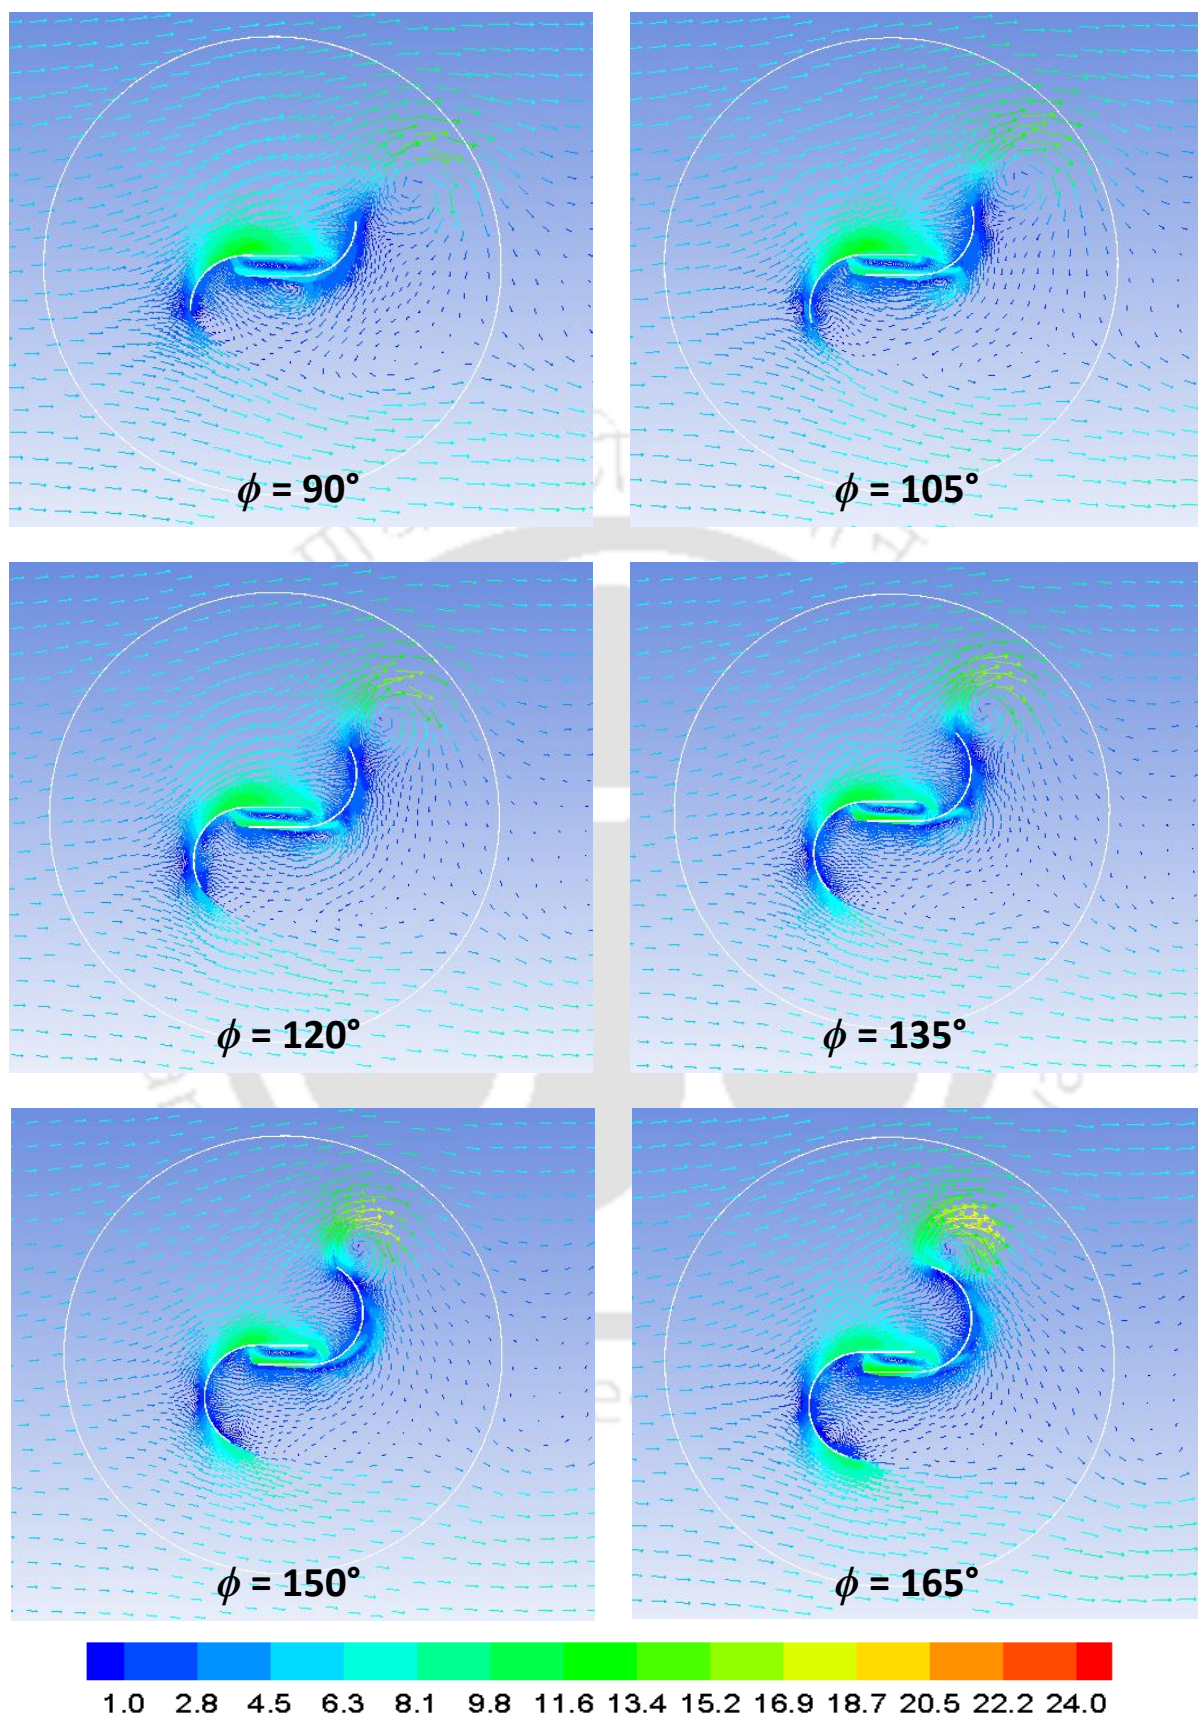 ϕ = 90°
ϕ = 105°
ϕ = 120°
ϕ = 135°
ϕ = 150°
ϕ = 165°
1.0 2.8 4.5 6.3 8.1 9.8 11.6 13.4 15.2 16.9 18.7 20.5 22.2 24.0